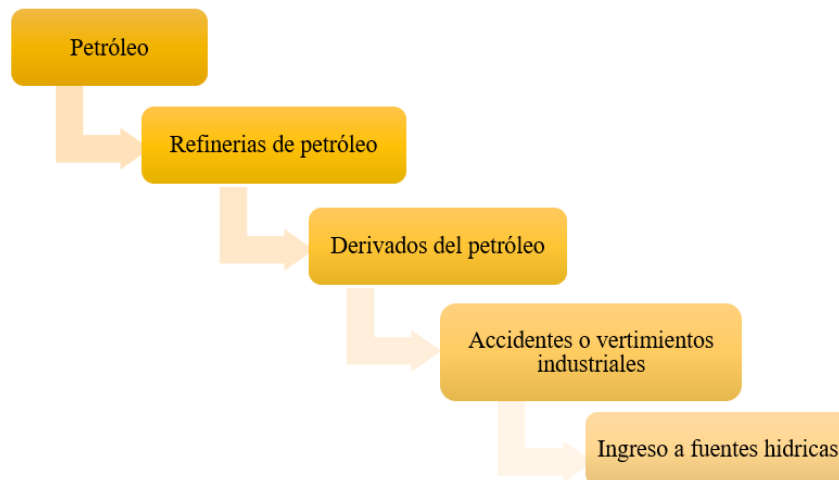 Petróleo
Refinerias de petróleo
Derivados del petróleo
Accidentes o vertimientos
industriales
Ingreso a fuentes hidricas